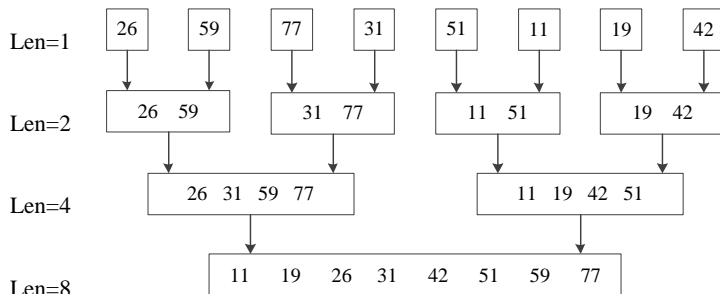 Len=1 26 59 77 31 51 11 19 42
Len=2 26 59 31 77 11 51 19 42
Len=4 26 31 59 77 11 19 42 51
Len=8 11 19 26 31 42 51 59 77